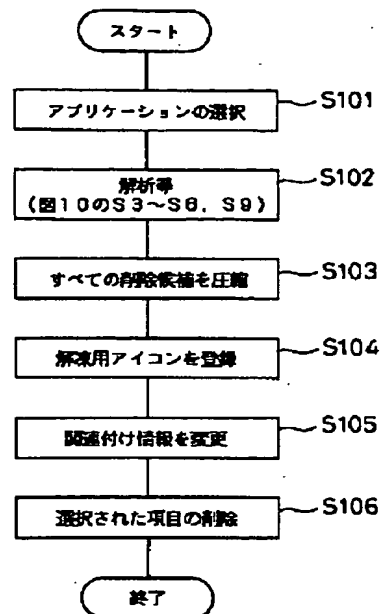 スタート
アプリケーションの選択
S101
解析等
(図10のS3〜S6, S9)
S102
すべての削除候補を圧縮
S103
解凍用アイコンを登録
S104
関連付け情報を変更
S105
選択された項目の削除
S106
終了